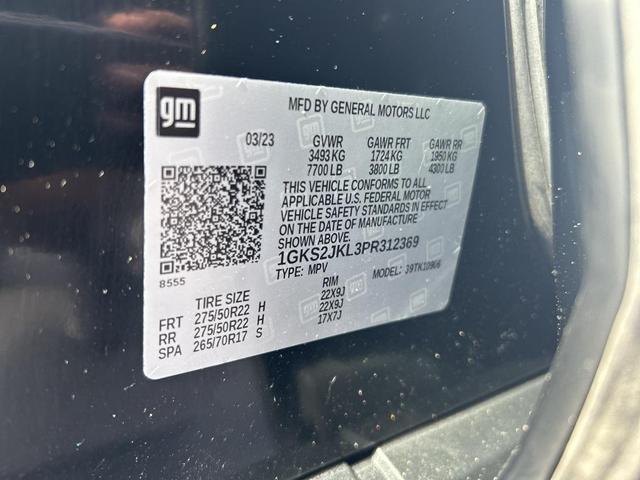 gm
MFD BY GENERAL MOTORS LLC
03/23 GVWR GAWR FRT GAWR RR
3493 KG 1724 KG 1950 KG
7700 LB 3800 LB 4300 LB
THIS VEHICLE CONFORMS TO ALL
APPLICABLE U.S. FEDERAL MOTOR
VEHICLE SAFETY STANDARDS IN EFFECT
ON THE DATE OF MANUFACTURE
SHOWN ABOVE.
1GKS2JKL3PR312369
TYPE: MPV MODEL: 39TK10906
8555
TIRE SIZE RIM
FRT 275/50R22 H 22X9J
RR 275/50R22 H 22X9J
SPA 265/70R17 S 17X7J